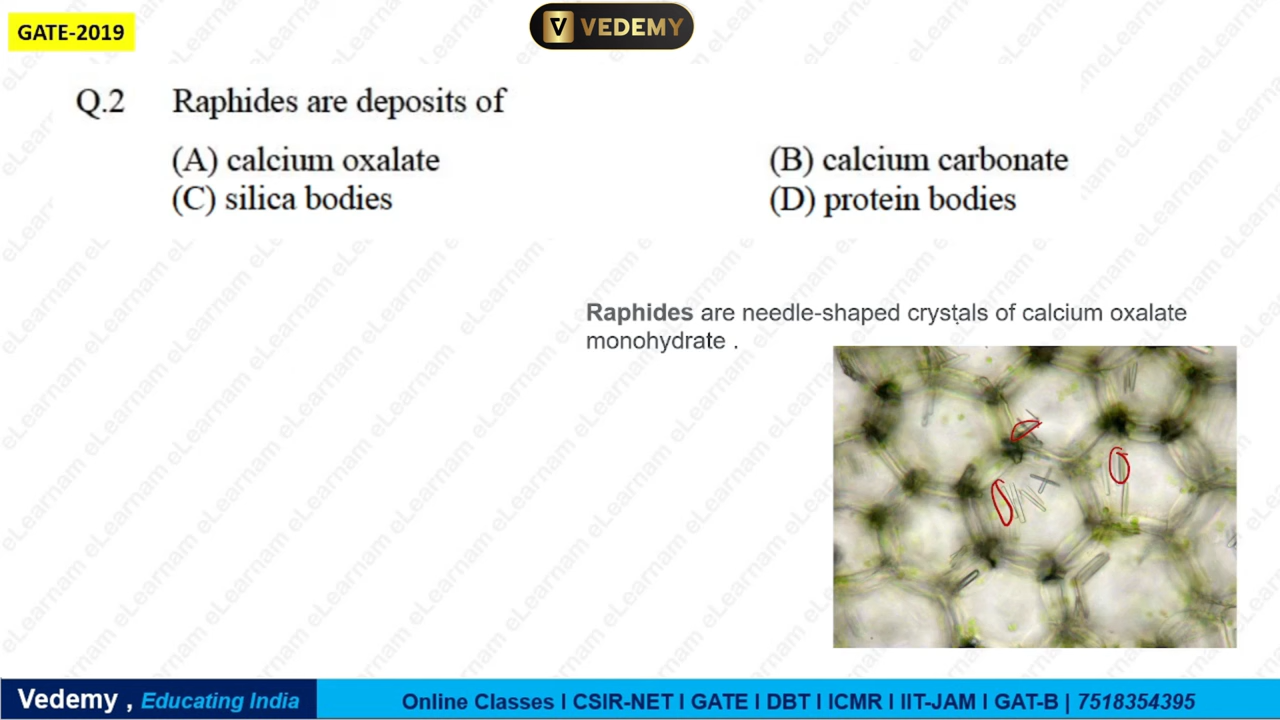 GATE-2019
VEDEMY
Q.2 Raphides are deposits of
(A) calcium oxalate (B) calcium carbonate
(C) silica bodies (D) protein bodies
Raphides are needle-shaped crystals of calcium oxalate
monohydrate .
Vedemy , Educating India
Online Classes I CSIR-NET I GATE I DBT I ICMR I IIT-JAM I GAT-B | 7518354395
eLearnam